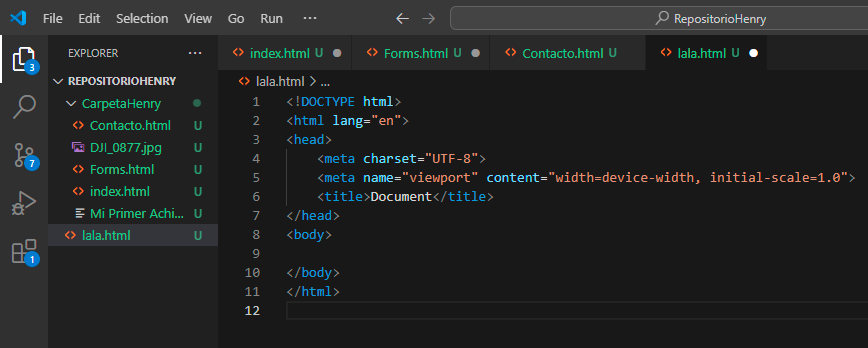 File Edit Selection View Go Run ··· RepositorioHenry
EXPLORER ···
REPOSITORIOHENRY
CarpetaHenry
Contacto.html U
DJI_0877.jpg U
Forms.html U
index.html U
Mi Primer Achi... U
lala.html U
3
7
1
index.html U Forms.html U Contacto.html U lala.html U
lala.html > ...
1 <!DOCTYPE html>
2 <html lang="en">
3 <head>
4 <meta charset="UTF-8">
5 <meta name="viewport" content="width=device-width, initial-scale=1.0">
6 <title>Document</title>
7 </head>
8 <body>
9
10 </body>
11 </html>
12